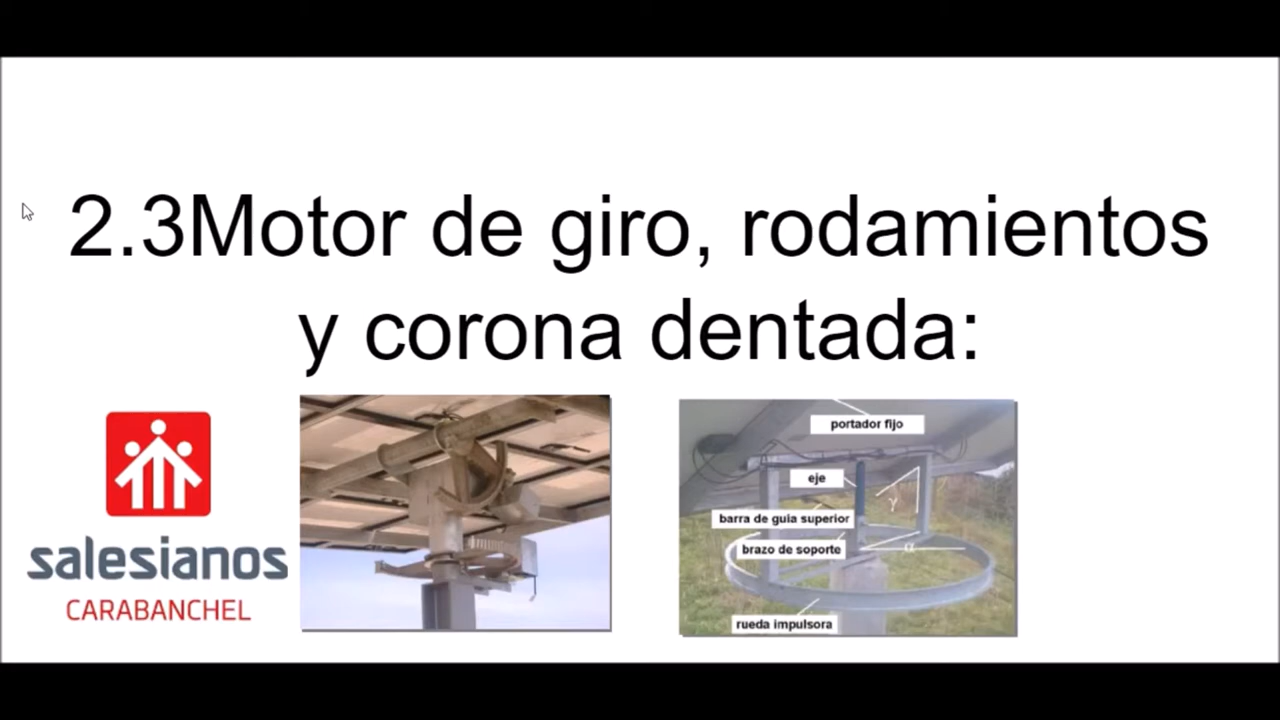 2.3Motor de giro, rodamientos
y corona dentada:
salesianos
CARABANCHEL
portador fijo
eje
γ
barra de guia superior
brazo de soporte
α
rueda impulsora